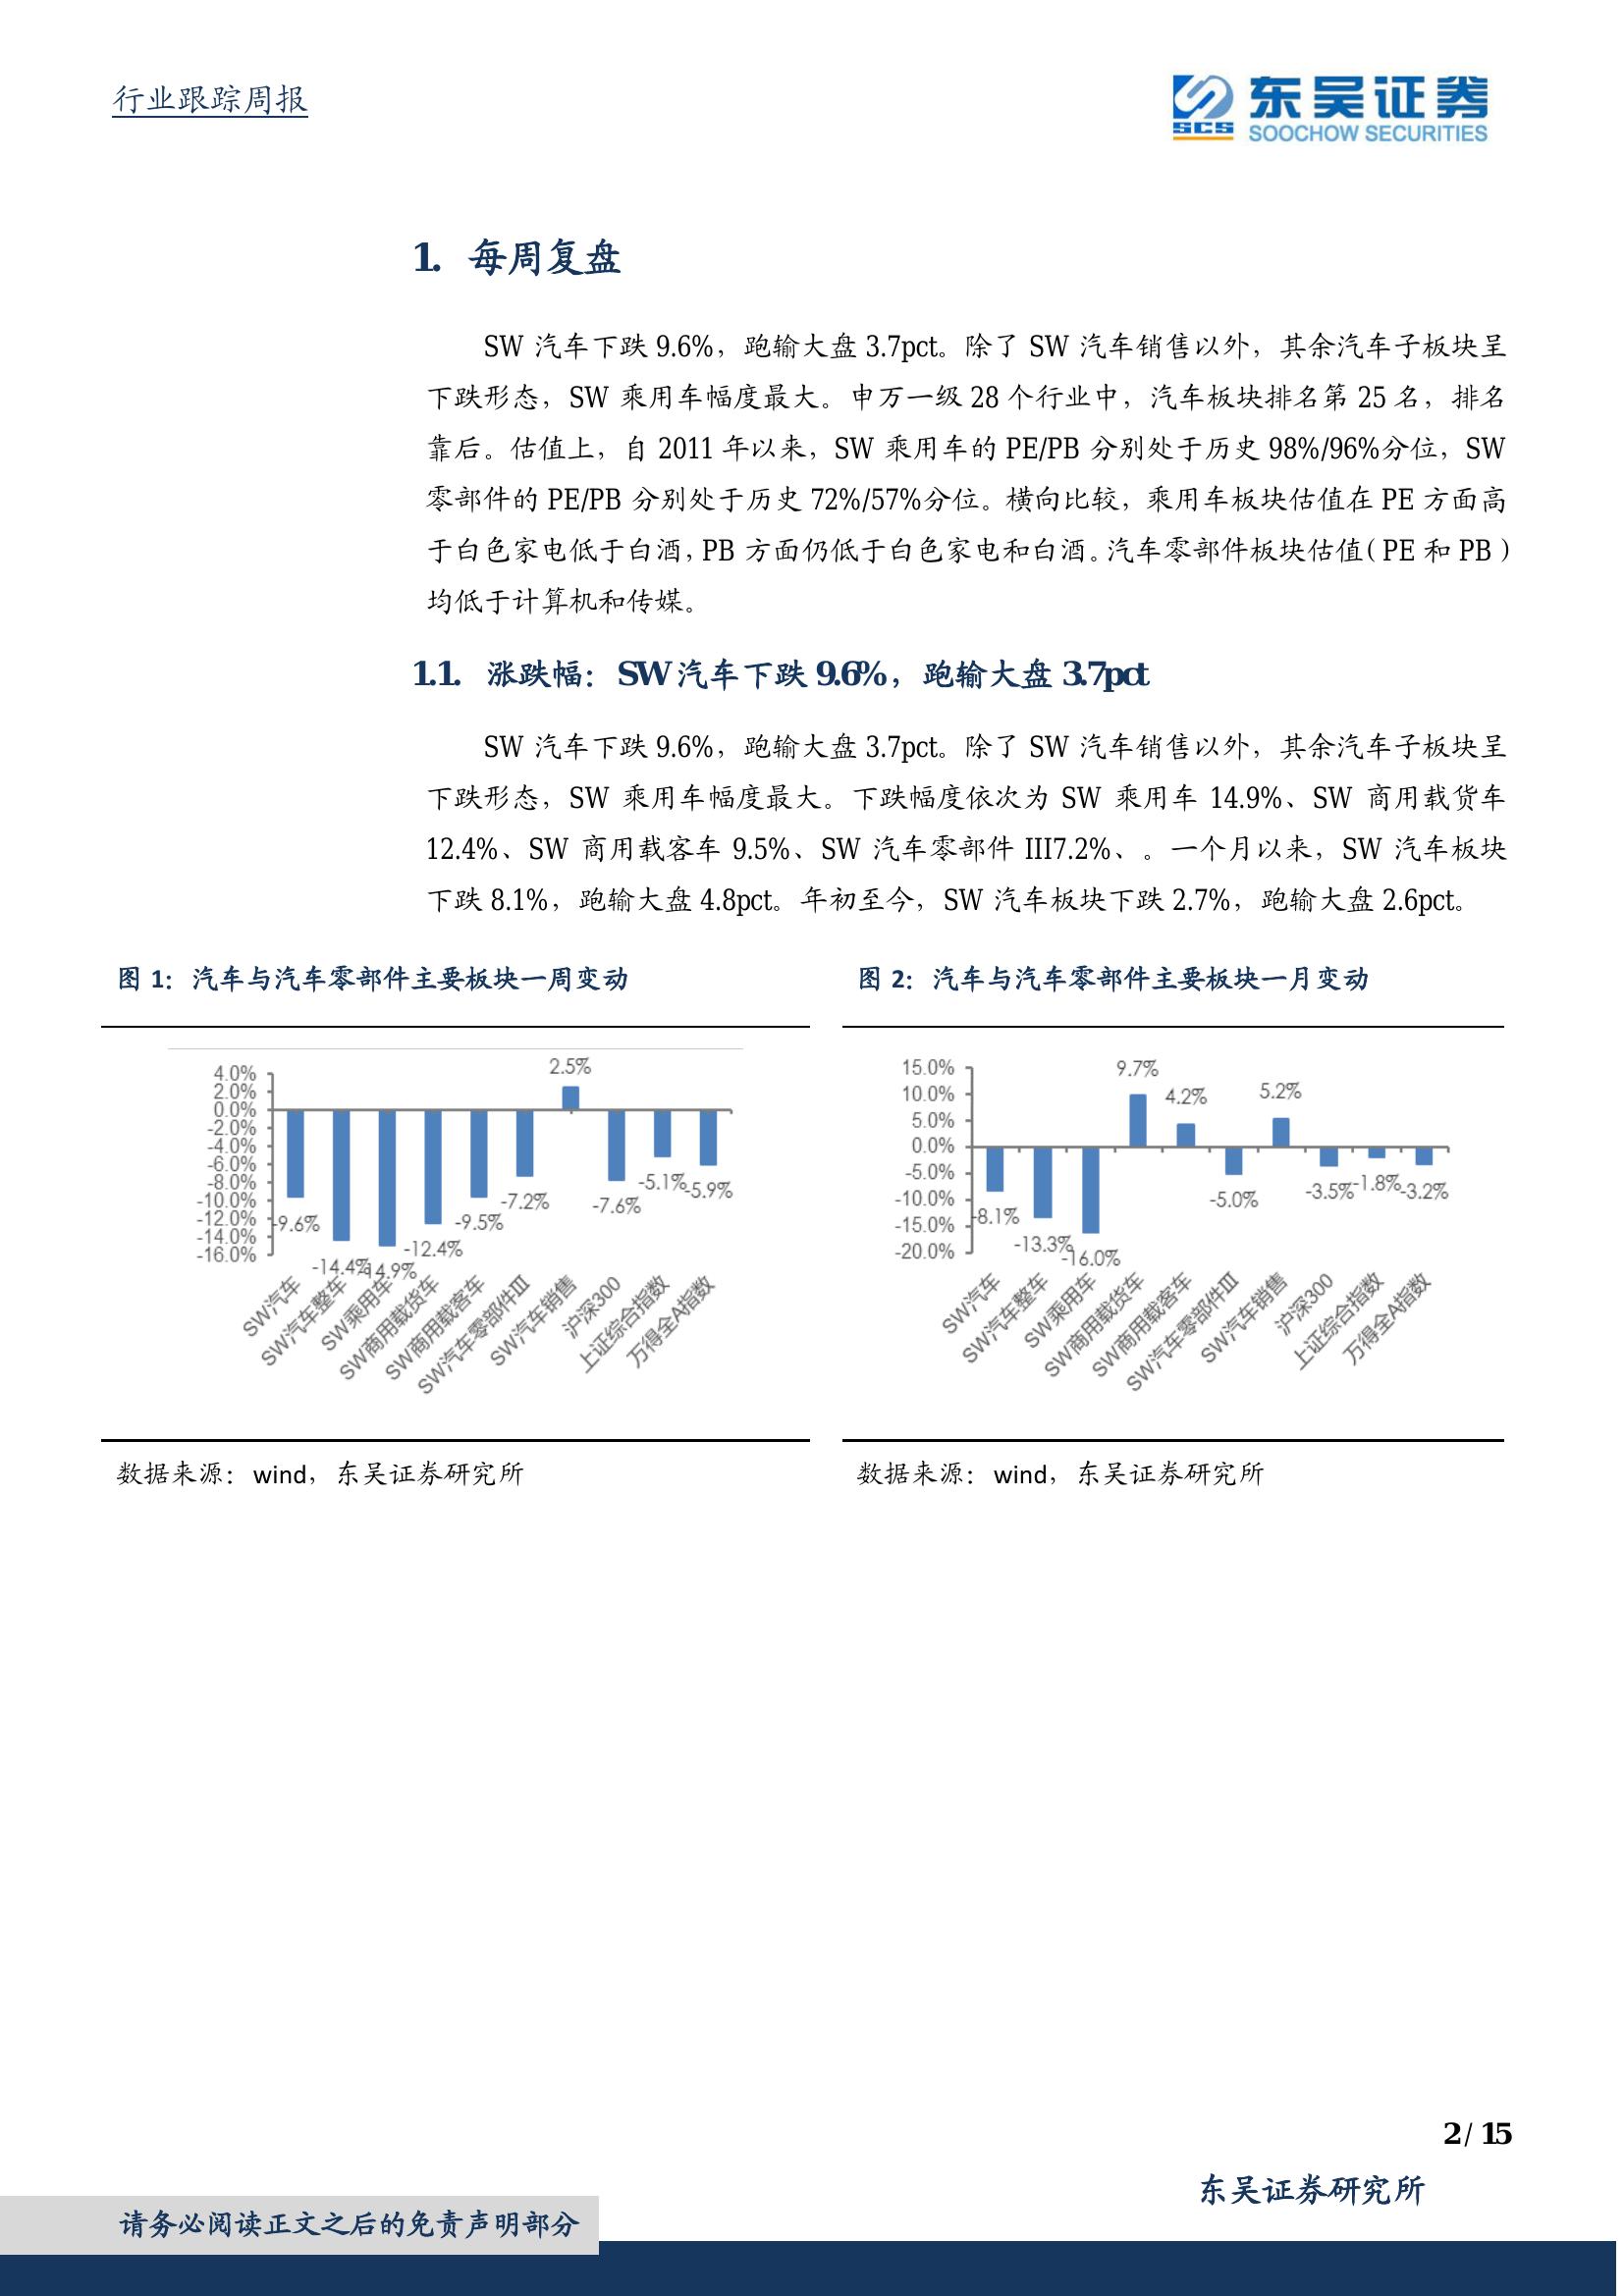 行业跟踪周报
SCS
东吴证券
SOOCHOW SECURITIES
1. 每周复盘
SW 汽车下跌 9.6%，跑输大盘 3.7pct。除了 SW 汽车销售以外，其余汽车子板块呈
下跌形态，SW 乘用车幅度最大。申万一级 28 个行业中，汽车板块排名第 25 名，排名
靠后。估值上，自 2011 年以来，SW 乘用车的 PE/PB 分别处于历史 98%/96%分位，SW
零部件的 PE/PB 分别处于历史 72%/57%分位。横向比较，乘用车板块估值在 PE 方面高
于白色家电低于白酒，PB 方面仍低于白色家电和白酒。汽车零部件板块估值（PE 和 PB）
均低于计算机和传媒。
1.1. 涨跌幅：SW 汽车下跌 9.6%，跑输大盘 3.7pct
SW 汽车下跌 9.6%，跑输大盘 3.7pct。除了 SW 汽车销售以外，其余汽车子板块呈
下跌形态，SW 乘用车幅度最大。下跌幅度依次为 SW 乘用车 14.9%、SW 商用载货车
12.4%、SW 商用载客车 9.5%、SW 汽车零部件 III7.2%、。一个月以来，SW 汽车板块
下跌 8.1%，跑输大盘 4.8pct。年初至今，SW 汽车板块下跌 2.7%，跑输大盘 2.6pct。
图 1：汽车与汽车零部件主要板块一周变动
4.0%
2.0%
0.0%
-2.0%
-4.0%
-6.0%
-8.0%
-10.0%
-12.0%
-14.0%
-16.0%
-9.6%
-14.4%
-14.9%
-12.4%
-9.5%
-7.2%
2.5%
-7.6%
-5.1%
-5.9%
SW汽车
SW汽车整车
SW乘用车
SW商用载货车
SW商用载客车
SW汽车零部件III
SW汽车销售
沪深300
上证综合指数
万得全A指数
数据来源：wind，东吴证券研究所
图 2：汽车与汽车零部件主要板块一月变动
15.0%
10.0%
5.0%
0.0%
-5.0%
-10.0%
-15.0%
-20.0%
-8.1%
-13.3%
-16.0%
9.7%
4.2%
-5.0%
5.2%
-3.5%
-1.8%
-3.2%
SW汽车
SW汽车整车
SW乘用车
SW商用载货车
SW商用载客车
SW汽车零部件III
SW汽车销售
沪深300
上证综合指数
万得全A指数
数据来源：wind，东吴证券研究所
2 / 15
东吴证券研究所
请务必阅读正文之后的免责声明部分